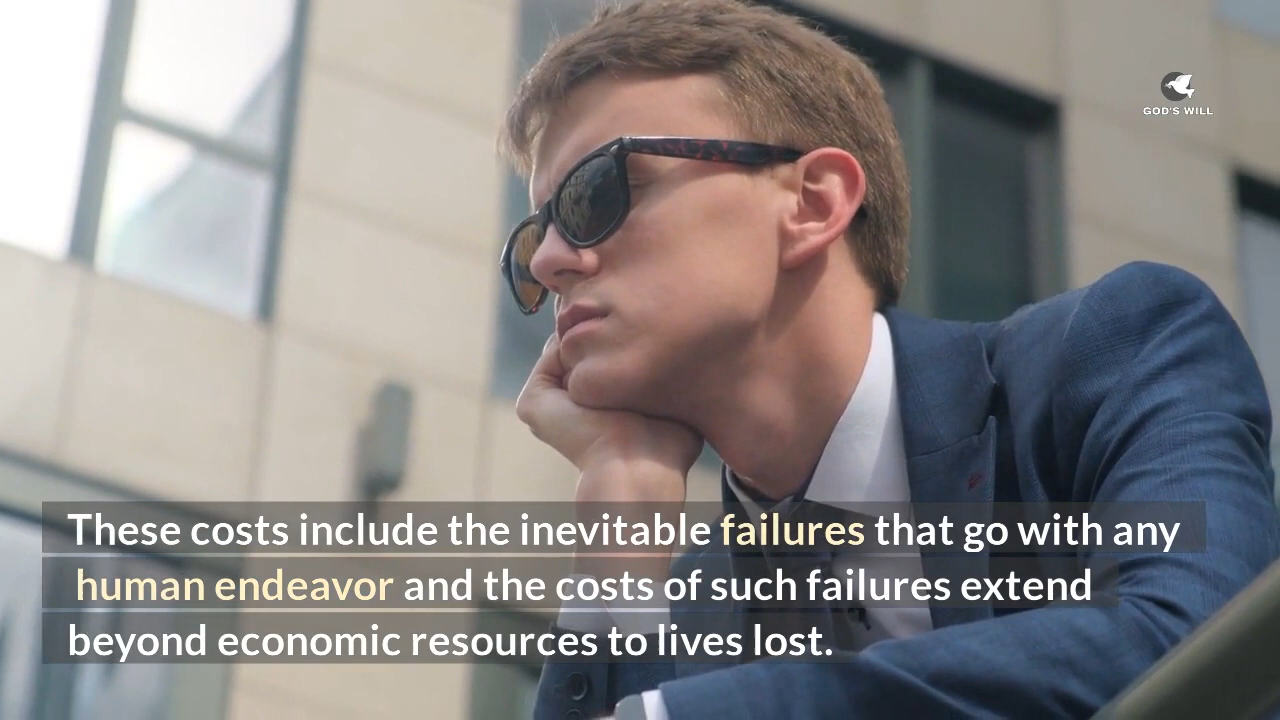 GOD'S WILL
These costs include the inevitable failures that go with any
human endeavor and the costs of such failures extend
beyond economic resources to lives lost.